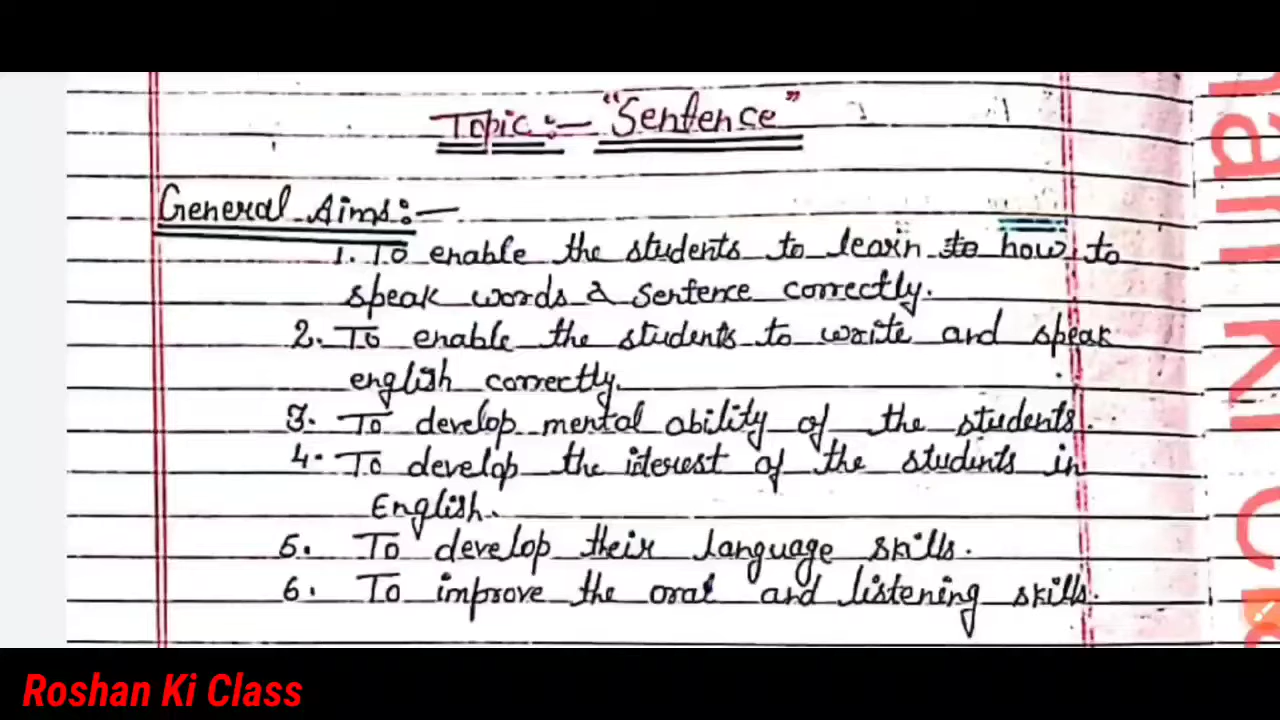 Topic :- "Sentence"
General Aims :-
1. To enable the students to learn to how to
speak words & sentence correctly.
2. To enable the students to write and speak
english correctly.
3. To develop mental ability of the students.
4. To develop the interest of the students in
English.
5. To develop their language skills.
6. To improve the oral and listening skills.
Roshan Ki Class